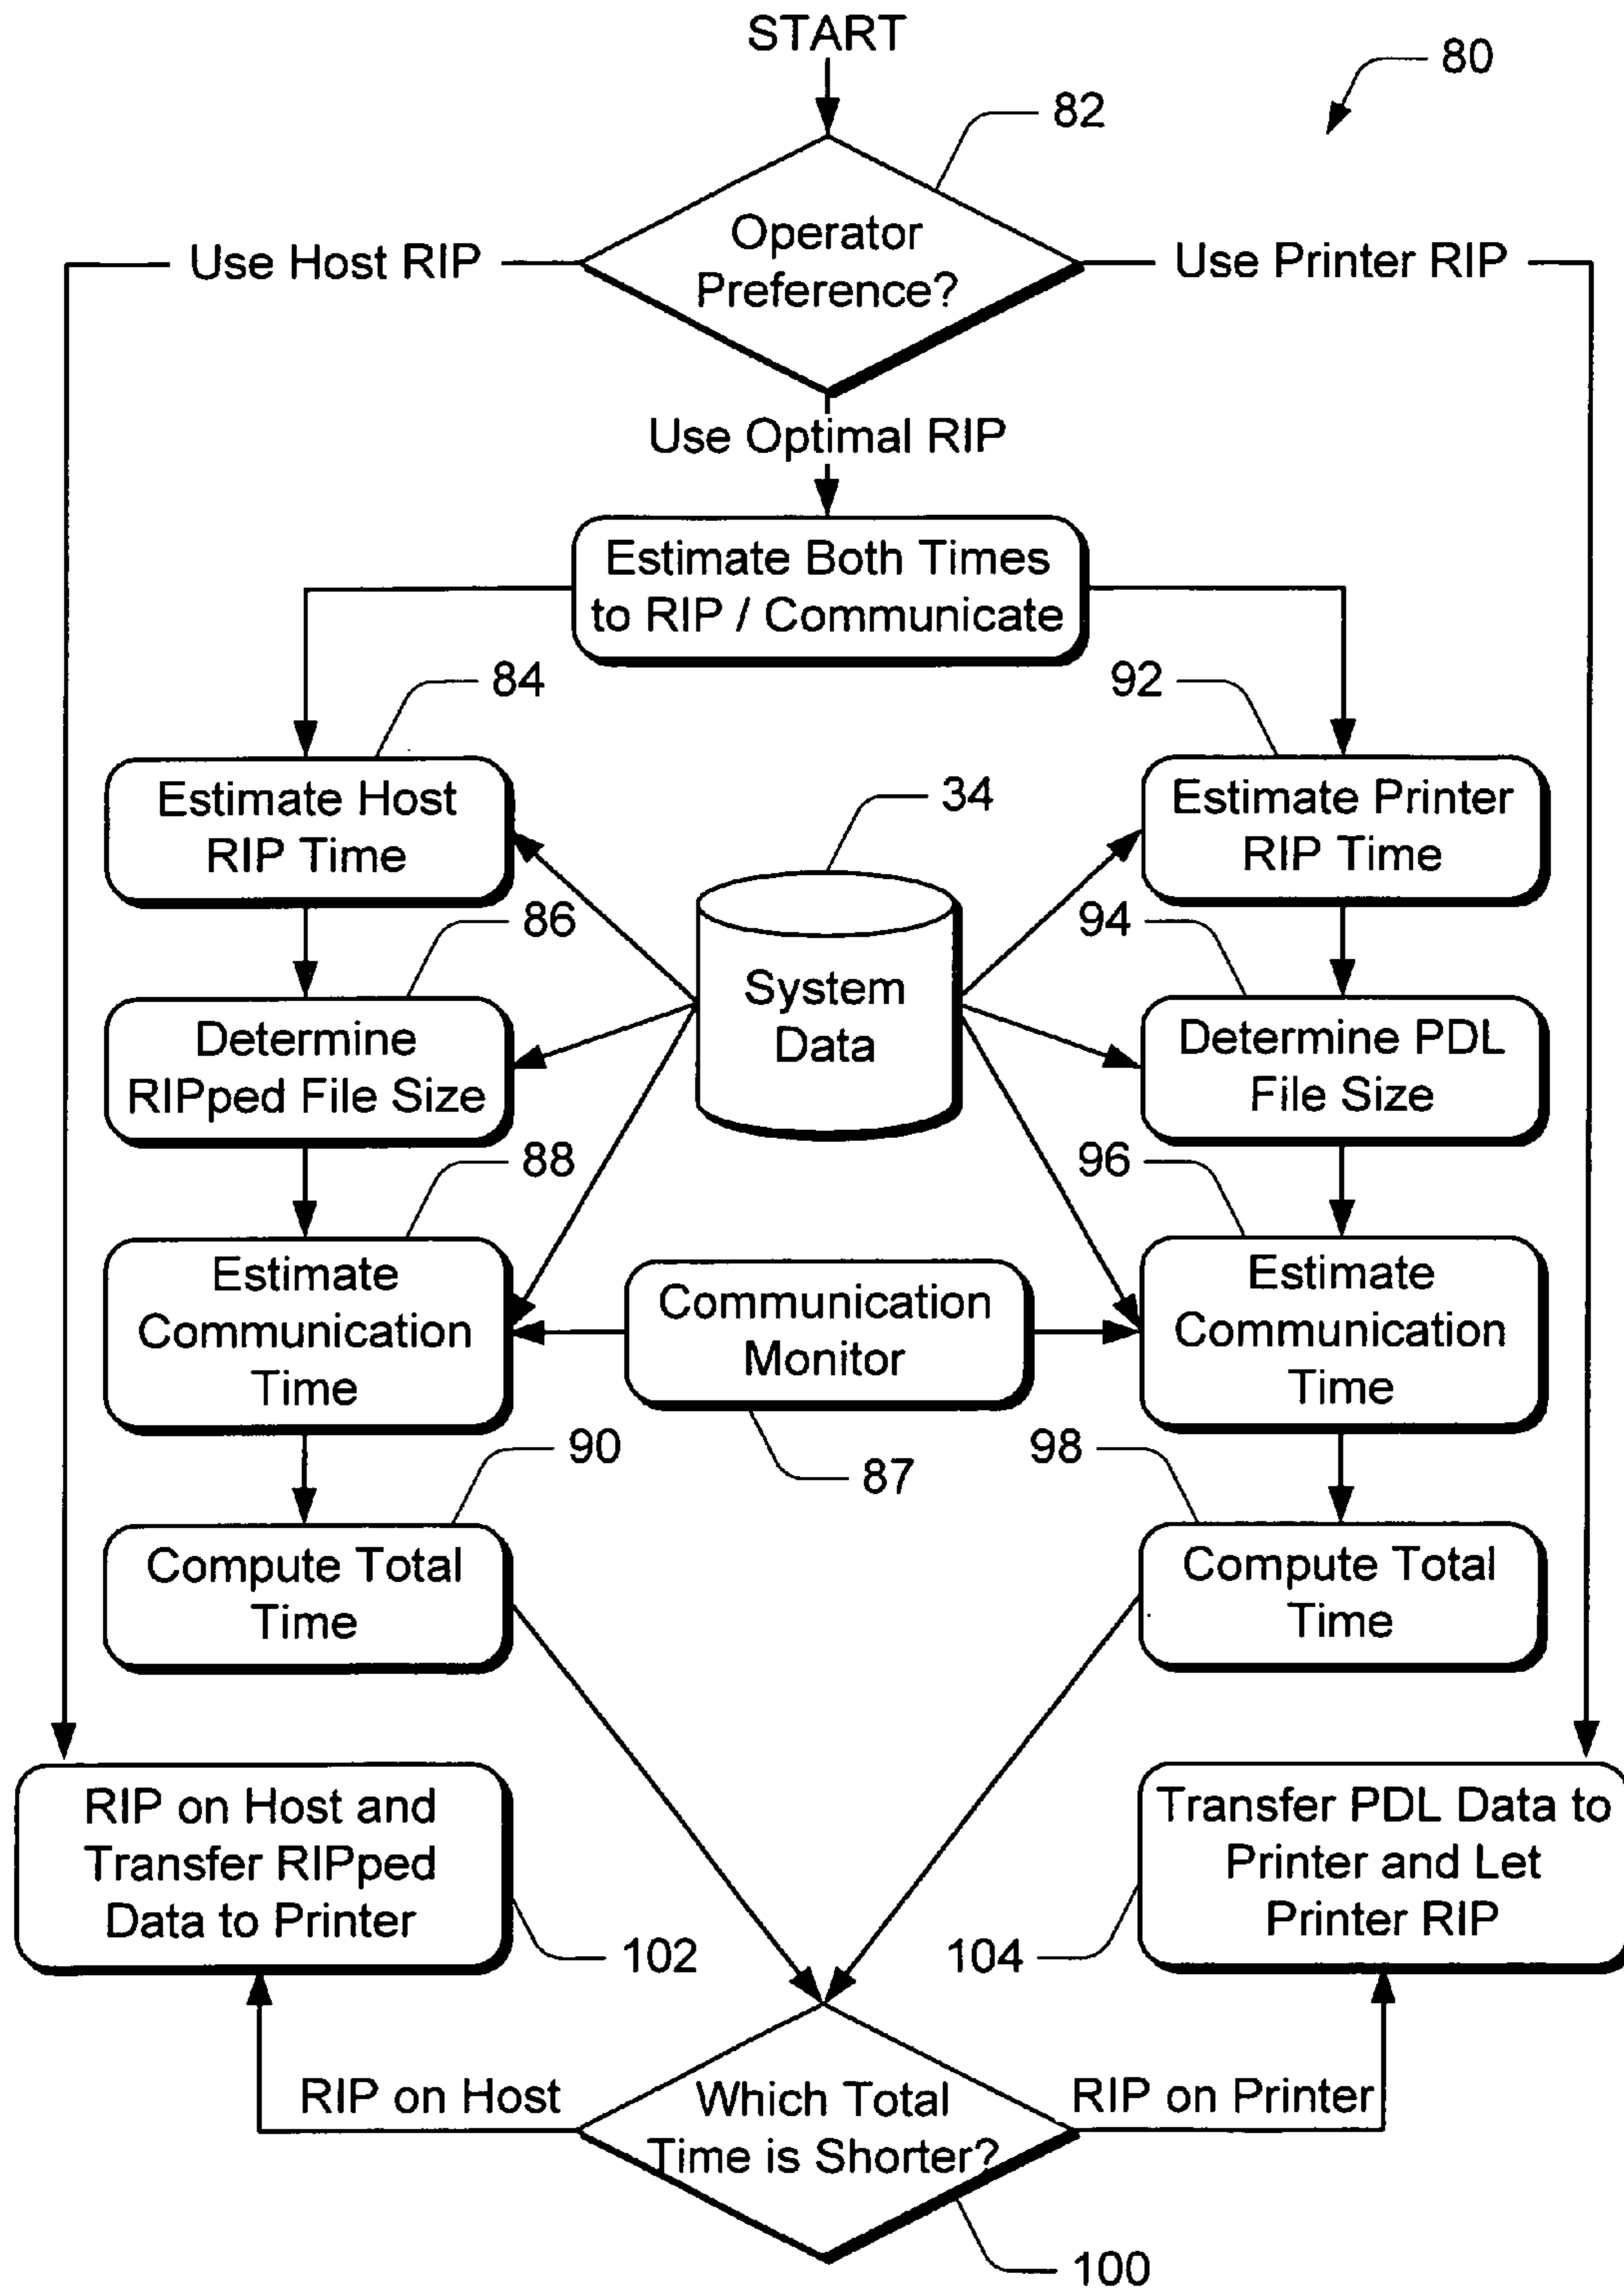 START
80
82
Operator
Preference?
Use Host RIP
Use Printer RIP
Use Optimal RIP
Estimate Both Times
to RIP / Communicate
84
92
Estimate Host
RIP Time
34
Estimate Printer
RIP Time
86
94
System
Data
Determine
RIPped File Size
Determine PDL
File Size
88
96
Estimate
Communication
Time
Communication
Monitor
Estimate
Communication
Time
90
87
98
Compute Total
Time
Compute Total
Time
RIP on Host and
Transfer RIPped
Data to Printer
Transfer PDL Data to
Printer and Let
Printer RIP
102
104
RIP on Host
Which Total
Time is Shorter?
RIP on Printer
100